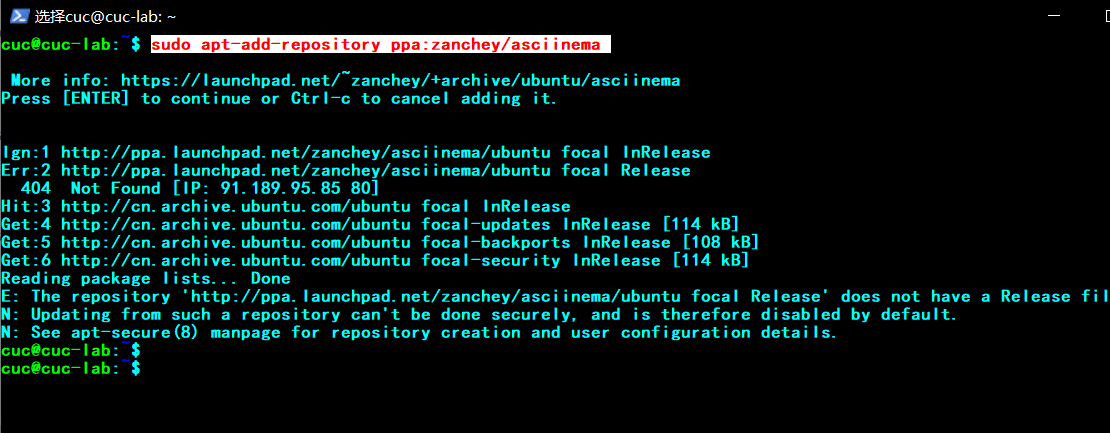 选择cuc@cuc-lab: ~
cuc@cuc-lab:~$ sudo apt-add-repository ppa:zanchey/asciinema
More info: https://launchpad.net/~zanchey/+archive/ubuntu/asciinema
Press [ENTER] to continue or Ctrl-c to cancel adding it.
Ign:1 http://ppa.launchpad.net/zanchey/asciinema/ubuntu focal InRelease
Err:2 http://ppa.launchpad.net/zanchey/asciinema/ubuntu focal Release
404  Not Found [IP: 91.189.95.85 80]
Hit:3 http://cn.archive.ubuntu.com/ubuntu focal InRelease
Get:4 http://cn.archive.ubuntu.com/ubuntu focal-updates InRelease [114 kB]
Get:5 http://cn.archive.ubuntu.com/ubuntu focal-backports InRelease [108 kB]
Get:6 http://cn.archive.ubuntu.com/ubuntu focal-security InRelease [114 kB]
Reading package lists... Done
E: The repository 'http://ppa.launchpad.net/zanchey/asciinema/ubuntu focal Release' does not have a Release fil
N: Updating from such a repository can't be done securely, and is therefore disabled by default.
N: See apt-secure(8) manpage for repository creation and user configuration details.
cuc@cuc-lab:~$
cuc@cuc-lab:~$